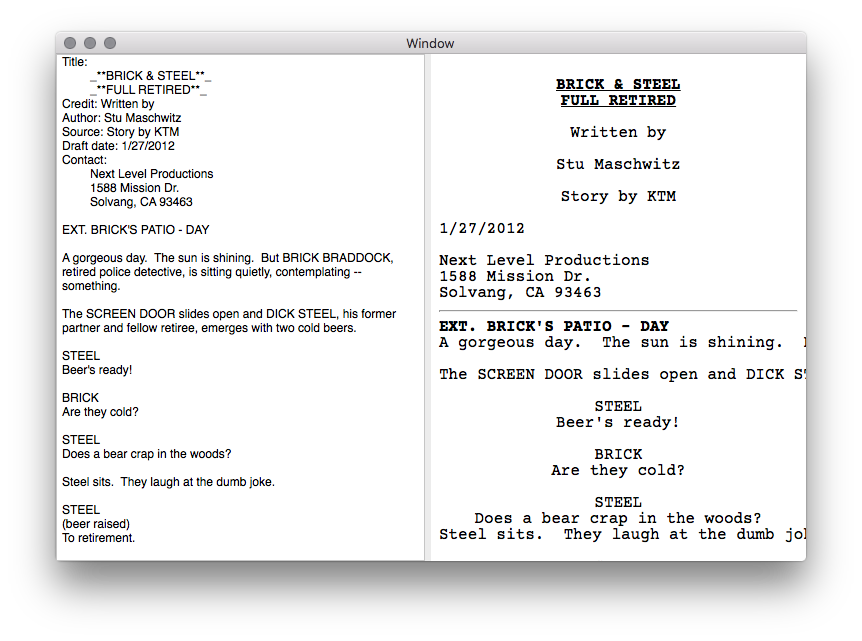 Window
Title:
_**BRICK & STEEL**_
_**FULL RETIRED**_
Credit: Written by
Author: Stu Maschwitz
Source: Story by KTM
Draft date: 1/27/2012
Contact:
Next Level Productions
1588 Mission Dr.
Solvang, CA 93463
EXT. BRICK'S PATIO - DAY
A gorgeous day.  The sun is shining.  But BRICK BRADDOCK,
retired police detective, is sitting quietly, contemplating --
something.
The SCREEN DOOR slides open and DICK STEEL, his former
partner and fellow retiree, emerges with two cold beers.
STEEL
Beer's ready!
BRICK
Are they cold?
STEEL
Does a bear crap in the woods?
Steel sits.  They laugh at the dumb joke.
STEEL
(beer raised)
To retirement.
BRICK & STEEL
FULL RETIRED
Written by
Stu Maschwitz
Story by KTM
1/27/2012
Next Level Productions
1588 Mission Dr.
Solvang, CA 93463
EXT. BRICK'S PATIO - DAY
A gorgeous day.  The sun is shining.
The SCREEN DOOR slides open and DICK
STEEL
Beer's ready!
BRICK
Are they cold?
STEEL
Does a bear crap in the woods?
Steel sits.  They laugh at the dumb